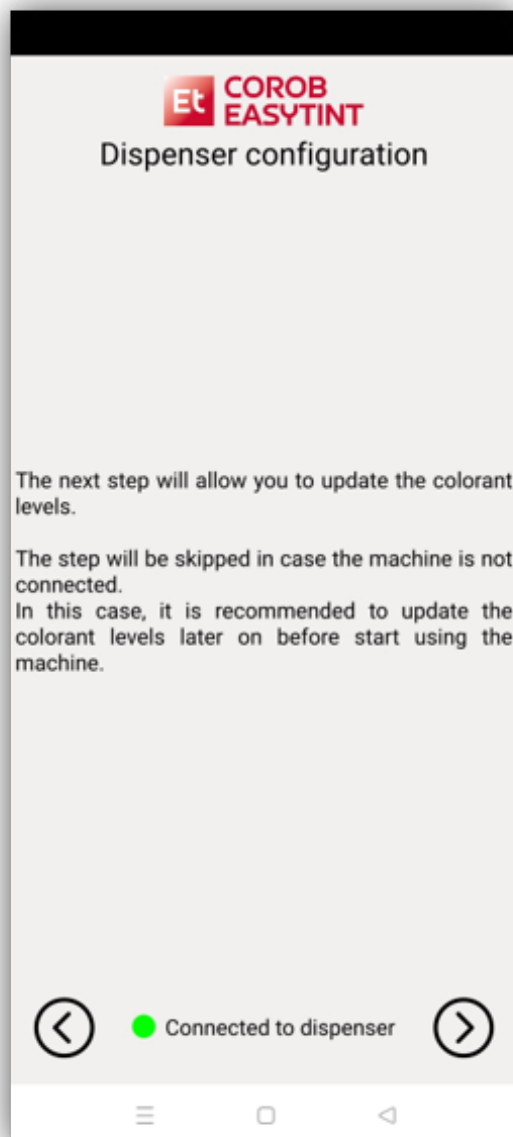 Et COROB
EASYTINT
Dispenser configuration
The next step will allow you to update the colorant
levels.
The step will be skipped in case the machine is not
connected.
In this case, it is recommended to update the
colorant levels later on before start using the
machine.
Connected to dispenser